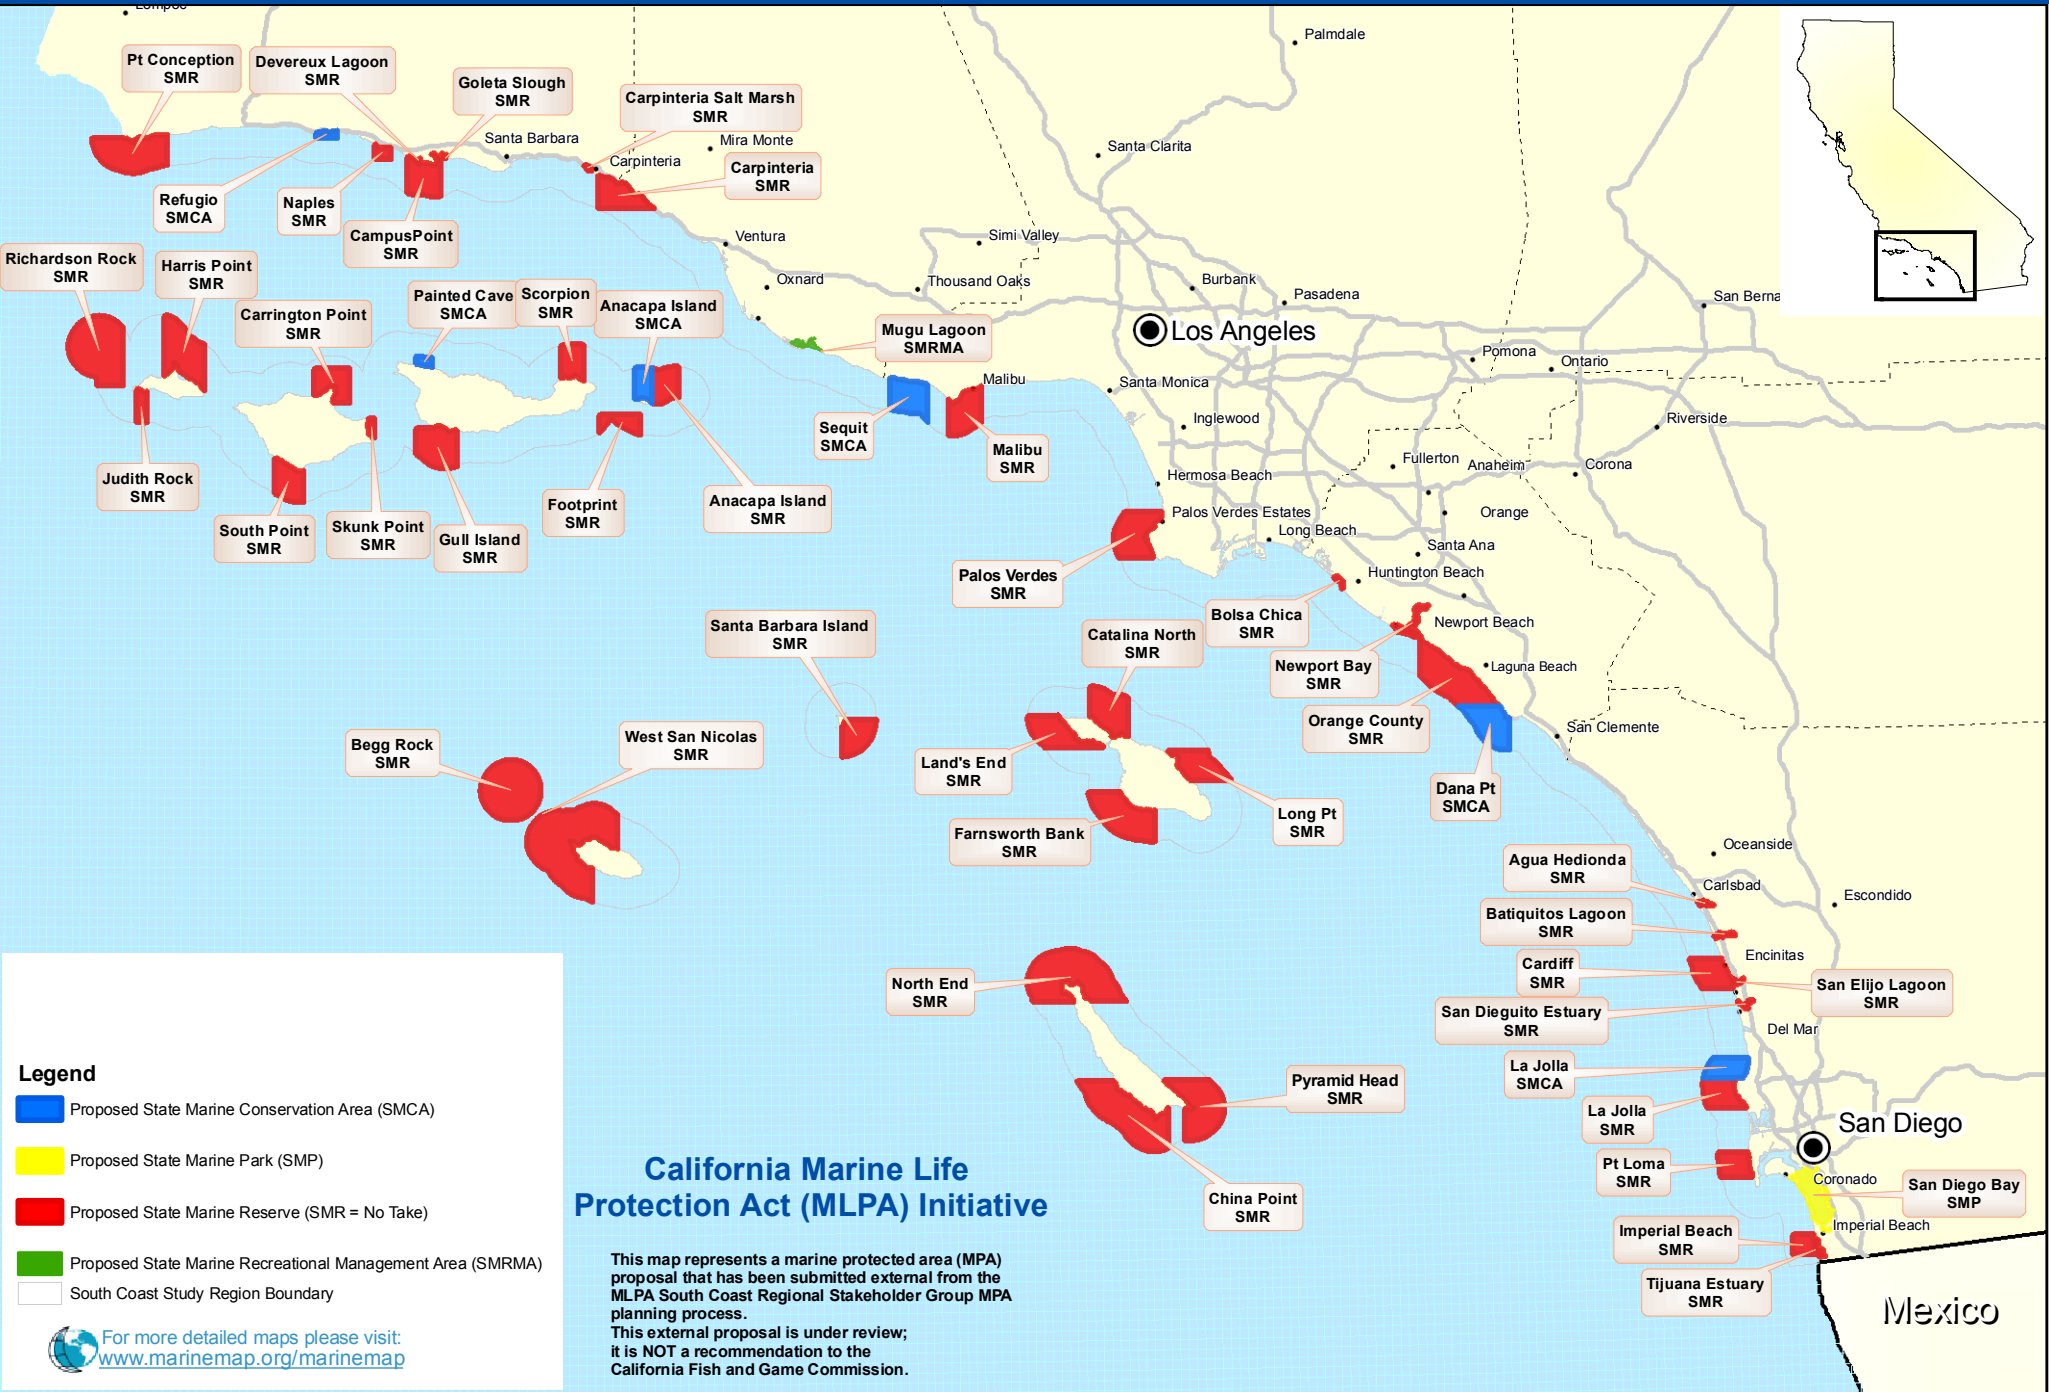 Palmdale
Pt Conception
SMR
Devereux Lagoon
SMR
Goleta Slough
SMR
Carpinteria Salt Marsh
SMR
Santa Barbara
Mira Monte
Santa Clarita
Carpinteria
Carpinteria
SMR
Refugio
SMCA
Naples
SMR
CampusPoint
SMR
Ventura
Simi Valley
Richardson Rock
SMR
Harris Point
SMR
Carrington Point
SMR
Painted Cave
SMCA
Scorpion
SMR
Anacapa Island
SMCA
Oxnard
Thousand Oaks
Burbank
Pasadena
San Berna
Mugu Lagoon
SMRMA
Los Angeles
Pomona
Ontario
Malibu
Santa Monica
Inglewood
Riverside
Sequit
SMCA
Malibu
SMR
Fullerton
Anaheim
Corona
Judith Rock
SMR
South Point
SMR
Skunk Point
SMR
Gull Island
SMR
Footprint
SMR
Anacapa Island
SMR
Hermosa Beach
Palos Verdes Estates
Long Beach
Orange
Santa Ana
Huntington Beach
Palos Verdes
SMR
Bolsa Chica
SMR
Newport Beach
Santa Barbara Island
SMR
Catalina North
SMR
Newport Bay
SMR
Laguna Beach
Orange County
SMR
San Clemente
Begg Rock
SMR
West San Nicolas
SMR
Land's End
SMR
Dana Pt
SMCA
Long Pt
SMR
Farnsworth Bank
SMR
Oceanside
Agua Hedionda
SMR
Carlsbad
Escondido
Batiquitos Lagoon
SMR
Encinitas
Cardiff
SMR
San Elijo Lagoon
SMR
North End
SMR
San Dieguito Estuary
SMR
Del Mar
La Jolla
SMCA
Pyramid Head
SMR
La Jolla
SMR
San Diego
Pt Loma
SMR
Coronado
San Diego Bay
SMP
China Point
SMR
Imperial Beach
Imperial Beach
SMR
Tijuana Estuary
SMR
Mexico
Legend
Proposed State Marine Conservation Area (SMCA)
Proposed State Marine Park (SMP)
Proposed State Marine Reserve (SMR = No Take)
Proposed State Marine Recreational Management Area (SMRMA)
South Coast Study Region Boundary
For more detailed maps please visit:
www.marinemap.org/marinemap
California Marine Life
Protection Act (MLPA) Initiative
This map represents a marine protected area (MPA)
proposal that has been submitted external from the
MLPA South Coast Regional Stakeholder Group MPA
planning process.
This external proposal is under review;
it is NOT a recommendation to the
California Fish and Game Commission.